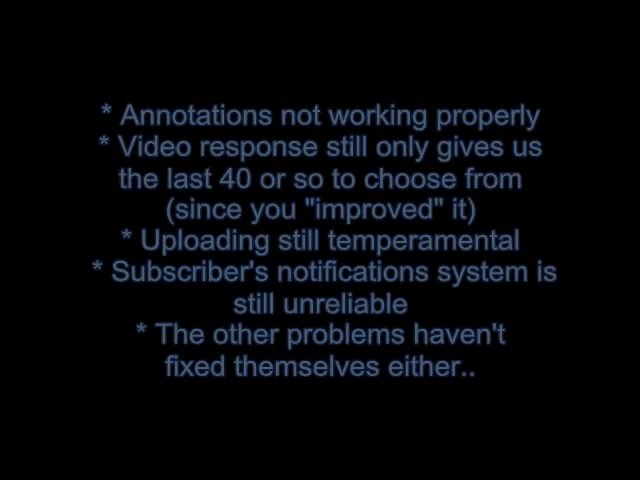 * Annotations not working properly
* Video response still only gives us
the last 40 or so to choose from
(since you "improved" it)
* Uploading still temperamental
* Subscriber's notifications system is
still unreliable
* The other problems haven't
fixed themselves either..